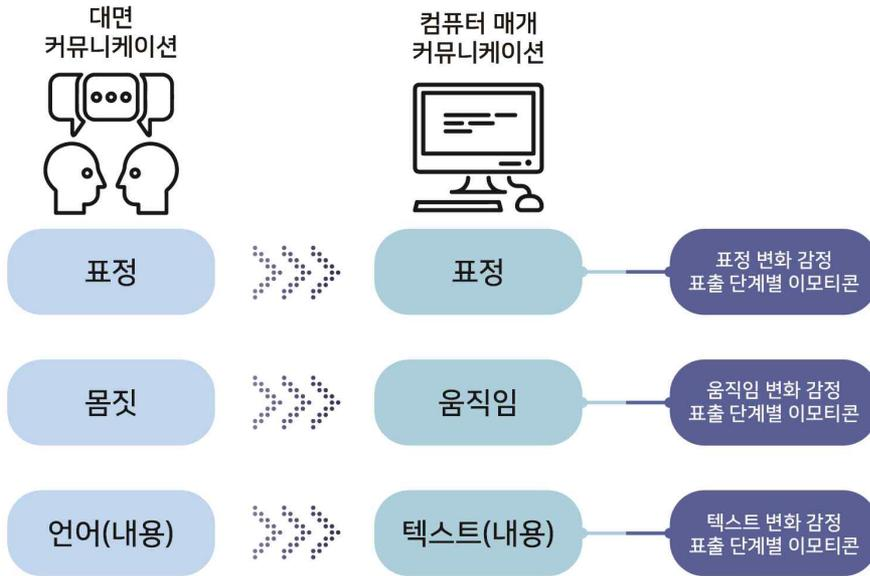 대면
커뮤니케이션
컴퓨터 매개
커뮤니케이션
표정
표정
표정 변화 감정
표출 단계별 이모티콘
몸짓
움직임
움직임 변화 감정
표출 단계별 이모티콘
언어(내용)
텍스트(내용)
텍스트 변화 감정
표출 단계별 이모티콘